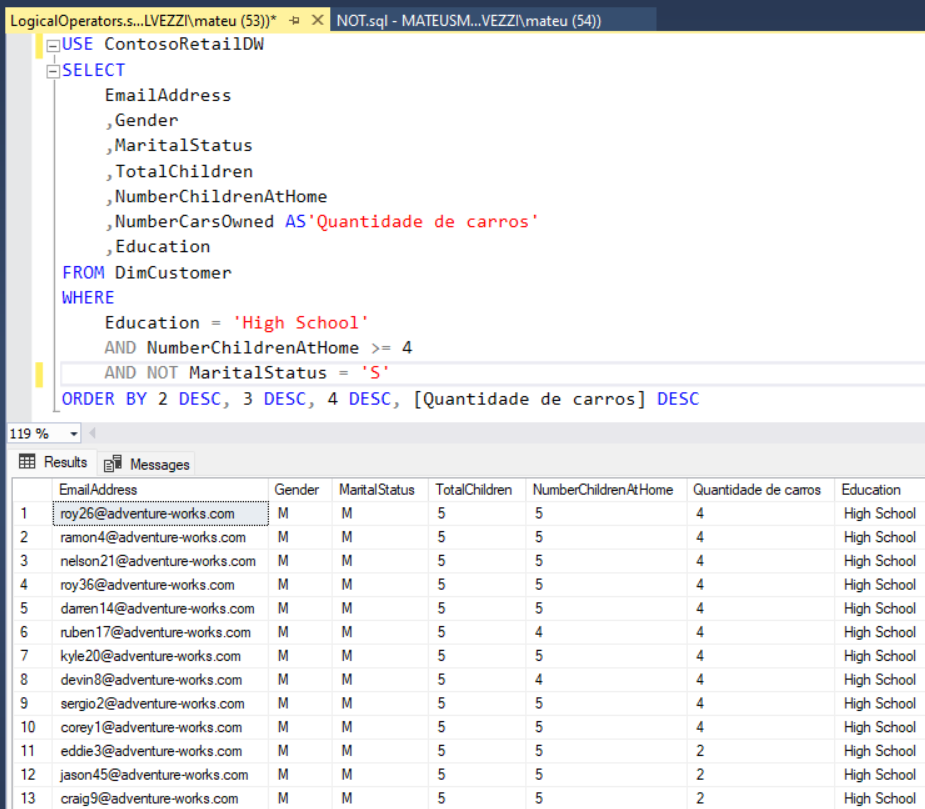 LogicalOperators.s...LVEZZI\mateu (53))* NOT.sql - MATEUSM...VEZZI\mateu (54))
USE ContosoRetailDW
SELECT
EmailAddress
,Gender
,MaritalStatus
,TotalChildren
,NumberChildrenAtHome
,NumberCarsOwned AS'Quantidade de carros'
,Education
FROM DimCustomer
WHERE
Education = 'High School'
AND NumberChildrenAtHome >= 4
AND NOT MaritalStatus = 'S'
ORDER BY 2 DESC, 3 DESC, 4 DESC, [Quantidade de carros] DESC
119 %
Results Messages
EmailAddress Gender MaritalStatus TotalChildren NumberChildrenAtHome Quantidade de carros Education
1 roy26@adventure-works.com M M 5 5 4 High School
2 ramon4@adventure-works.com M M 5 5 4 High School
3 nelson21@adventure-works.com M M 5 5 4 High School
4 roy36@adventure-works.com M M 5 5 4 High School
5 darren14@adventure-works.com M M 5 5 4 High School
6 ruben17@adventure-works.com M M 5 4 4 High School
7 kyle20@adventure-works.com M M 5 5 4 High School
8 devin8@adventure-works.com M M 5 4 4 High School
9 sergio2@adventure-works.com M M 5 5 4 High School
10 corey1@adventure-works.com M M 5 5 4 High School
11 eddie3@adventure-works.com M M 5 5 2 High School
12 jason45@adventure-works.com M M 5 5 2 High School
13 craig9@adventure-works.com M M 5 5 2 High School